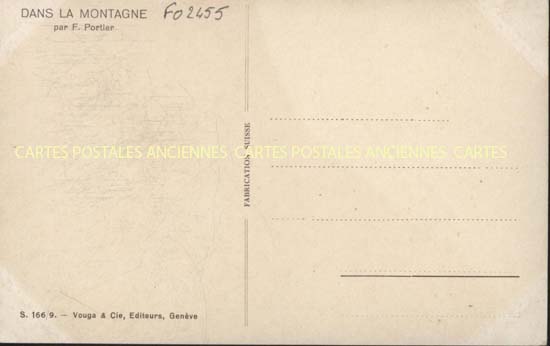 DANS LA MONTAGNE
par F. Portier
FO2455
FABRICATION SUISSE
CARTES POSTALES ANCIENNES CARTES POSTALES ANCIENNES CARTES
S. 166 9. — Vouga & Cie, Editeurs, Genève